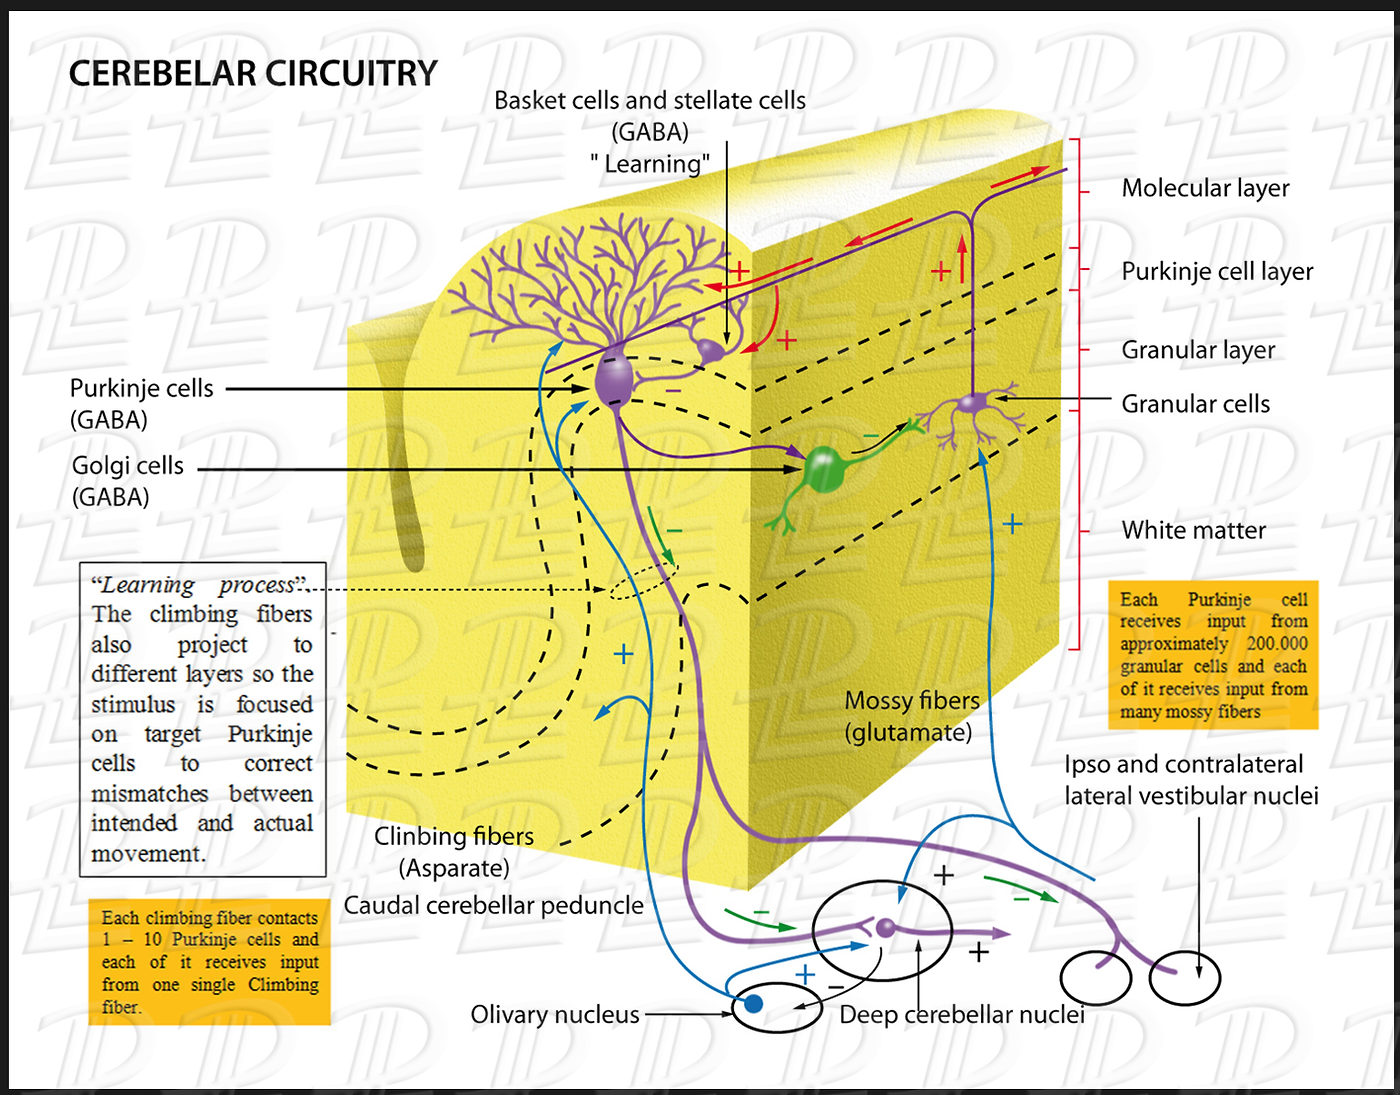 CEREBELAR CIRCUITRY
Basket cells and stellate cells
(GABA)
" Learning"
Molecular layer
Purkinje cell layer
Granular layer
Granular cells
White matter
Purkinje cells
(GABA)
Golgi cells
(GABA)
+
+
+
–
–
–
+
+
“Learning process”.
The climbing fibers
also project to
different layers so the
stimulus is focused
on target Purkinje
cells to correct
mismatches between
intended and actual
movement.
Each Purkinje cell
receives input from
approximately 200.000
granular cells and each
of it receives input from
many mossy fibers
Mossy fibers
(glutamate)
Ipso and contralateral
lateral vestibular nuclei
Clinbing fibers
(Asparate)
Caudal cerebellar peduncle
Each climbing fiber contacts
1 – 10 Purkinje cells and
each of it receives input
from one single Climbing
fiber.
+
–
–
+
+
–
Olivary nucleus
Deep cerebellar nuclei